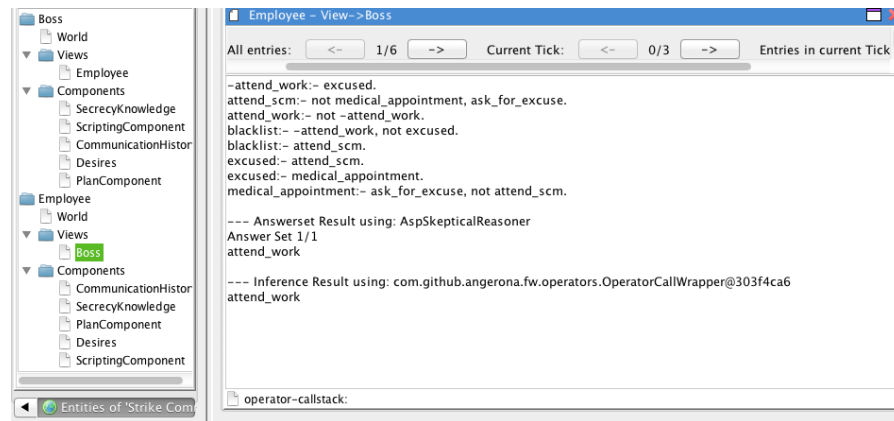 Boss
World
Views
Employee
Components
SecrecyKnowledge
ScriptingComponent
CommunicationHistor
Desires
PlanComponent
Employee
World
Views
Boss
Components
CommunicationHistor
SecrecyKnowledge
PlanComponent
Desires
ScriptingComponent
Entities of 'Strike Com
Employee - View->Boss
All entries: <- 1/6 -> Current Tick: <- 0/3 -> Entries in current Tick
-attend_work:- excused.
attend_scm:- not medical_appointment, ask_for_excuse.
attend_work:- not -attend_work.
blacklist:- -attend_work, not excused.
blacklist:- attend_scm.
excused:- attend_scm.
excused:- medical_appointment.
medical_appointment:- ask_for_excuse, not attend_scm.
--- Answerset Result using: AspSkepticalReasoner
Answer Set 1/1
attend_work
--- Inference Result using: com.github.angerona.fw.operators.OperatorCallWrapper@303f4ca6
attend_work
operator-callstack: